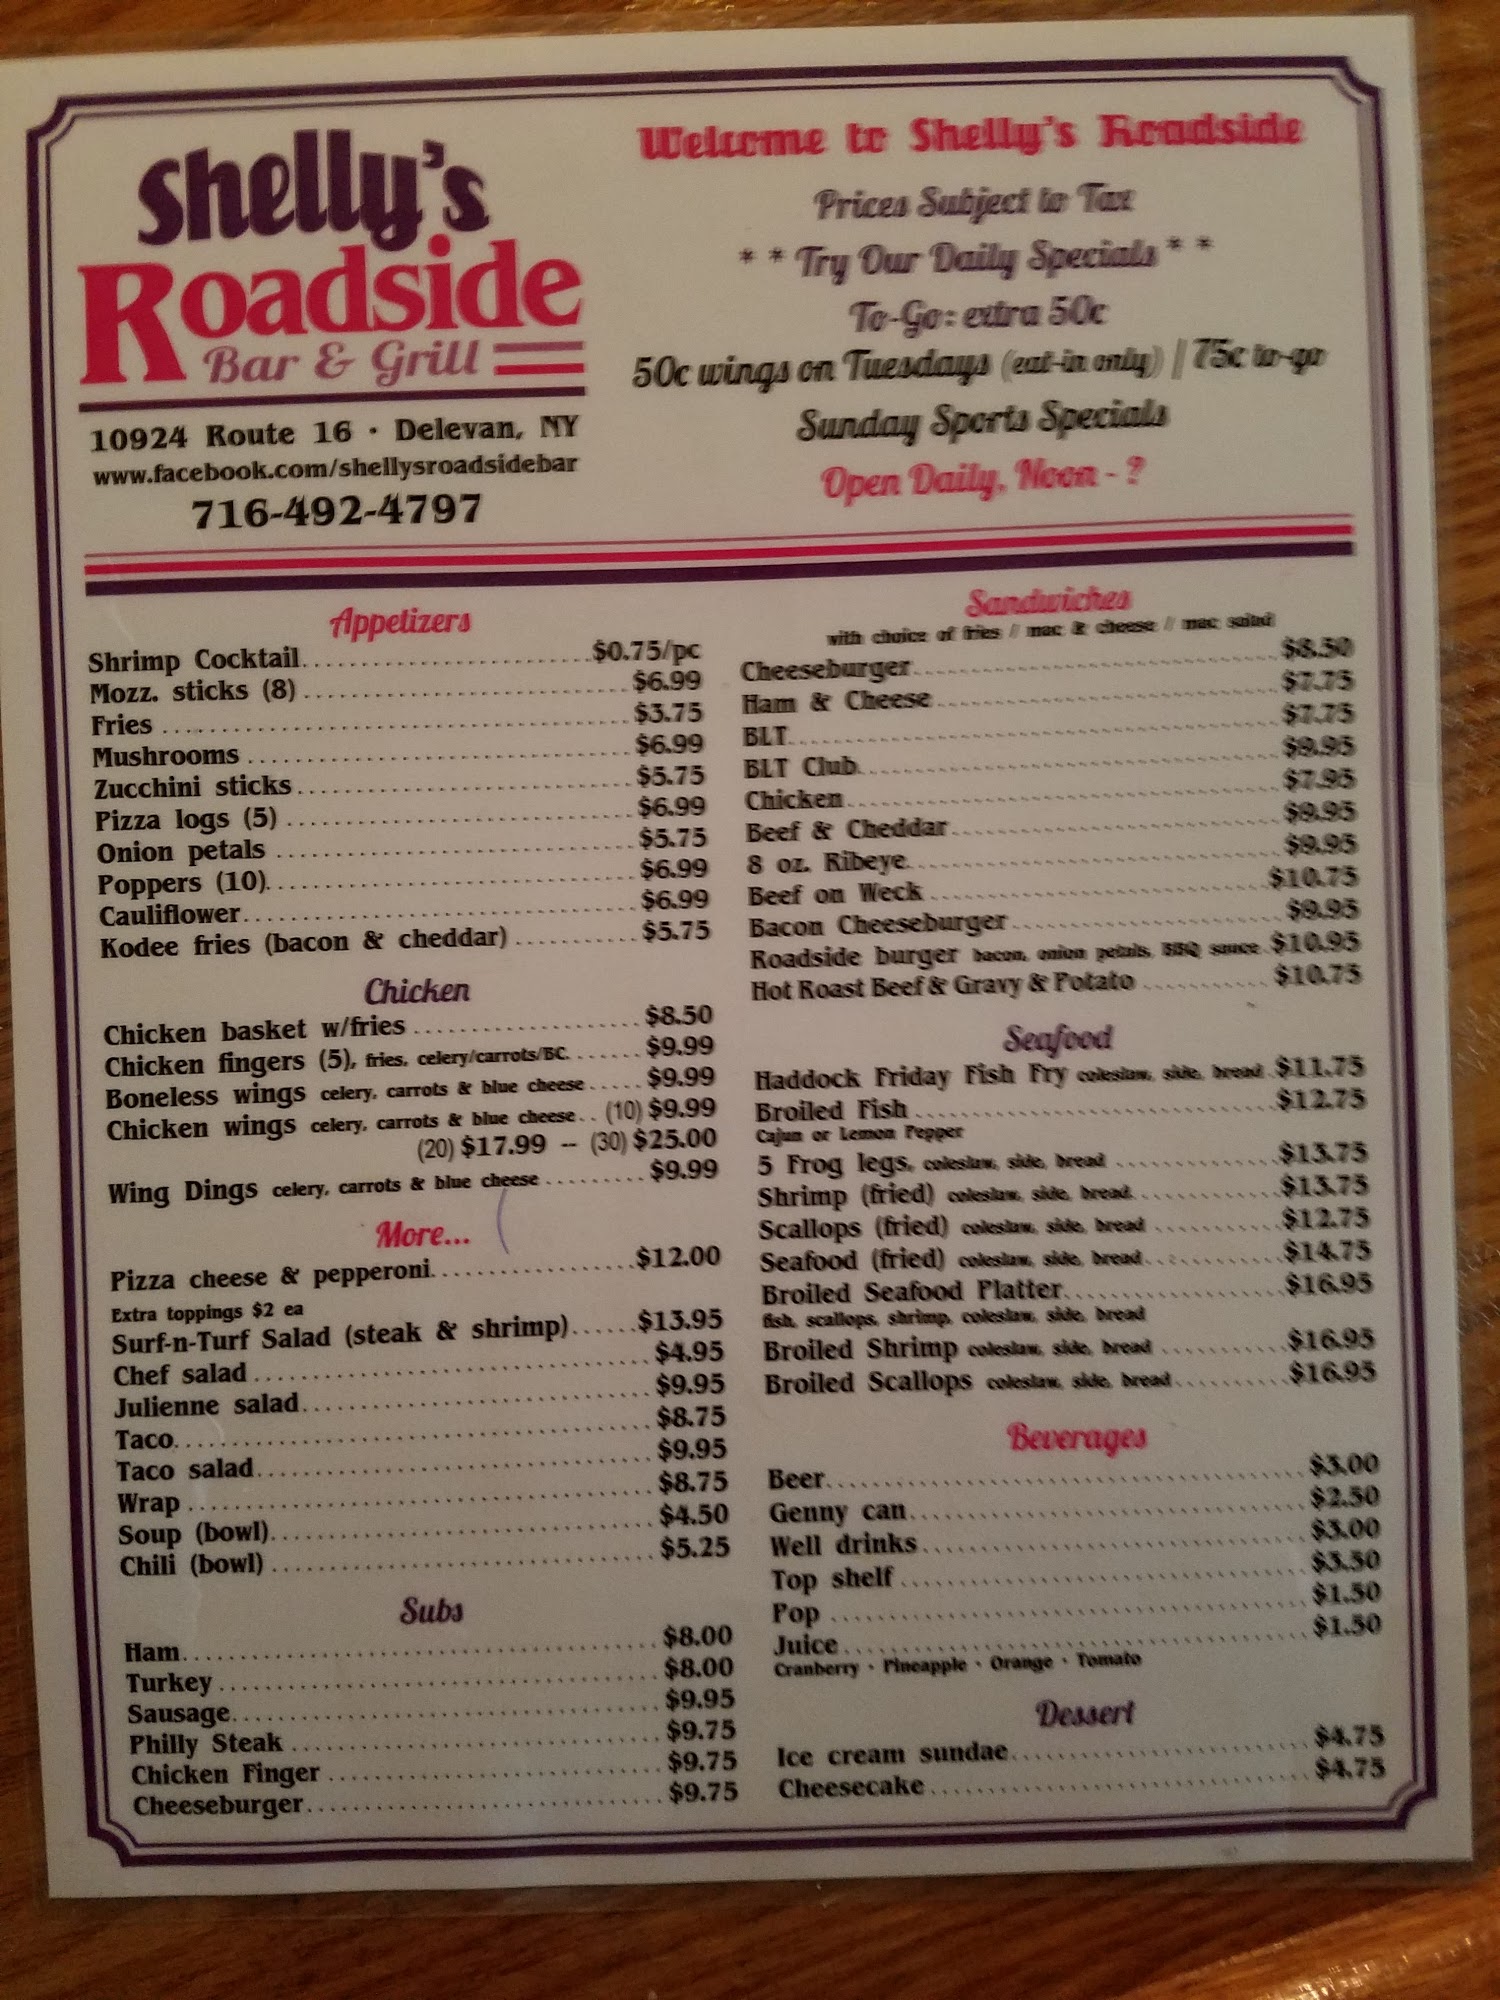 Shelly's
Roadside
Bar & Grill
10924 Route 16 · Delevan, NY
www.facebook.com/shellysroadsidebar
716-492-4797
Welcome to Shelly's Roadside
Prices Subject to Tax
* * Try Our Daily Specials * *
To-Go: extra 50c
50c wings on Tuesdays (eat-in only) | 75c to-go
Sunday Sports Specials
Open Daily, Noon - ?
Appetizers
Shrimp Cocktail $0.75/pc
Mozz. sticks (8) $6.99
Fries $3.75
Mushrooms $6.99
Zucchini sticks $5.75
Pizza logs (5) $6.99
Onion petals $5.75
Poppers (10) $6.99
Cauliflower $6.99
Kodee fries (bacon & cheddar) $5.75
Chicken
Chicken basket w/fries $8.50
Chicken fingers (5), fries, celery/carrots/BC $9.99
Boneless wings celery, carrots & blue cheese $9.99
Chicken wings celery, carrots & blue cheese (10) $9.99
(20) $17.99 -- (30) $25.00
Wing Dings celery, carrots & blue cheese $9.99
More...
Pizza cheese & pepperoni $12.00
Extra toppings $2 ea
Surf-n-Turf Salad (steak & shrimp) $13.95
Chef salad $4.95
Julienne salad $9.95
Taco $8.75
Taco salad $9.95
Wrap $8.75
Soup (bowl) $4.50
Chili (bowl) $5.25
Subs
Ham $8.00
Turkey $8.00
Sausage $9.95
Philly Steak $9.75
Chicken Finger $9.75
Cheeseburger $9.75
Sandwiches
with choice of fries / mac & cheese / mac salad
Cheeseburger $8.50
Ham & Cheese $7.75
BLT $7.75
BLT Club $9.95
Chicken $7.95
Beef & Cheddar $9.95
8 oz. Ribeye $9.95
Beef on Weck $10.75
Bacon Cheeseburger $9.95
Roadside burger bacon, onion petals, BBQ sauce $10.95
Hot Roast Beef & Gravy & Potato $10.75
Seafood
Haddock Friday Fish Fry coleslaw, side, bread $11.75
Broiled Fish $12.75
Cajun or Lemon Pepper
5 Frog legs, coleslaw, side, bread $13.75
Shrimp (fried) coleslaw, side, bread $13.75
Scallops (fried) coleslaw, side, bread $12.75
Seafood (fried) coleslaw, side, bread $14.75
Broiled Seafood Platter $16.95
fish, scallops, shrimp, coleslaw, side, bread
Broiled Shrimp coleslaw, side, bread $16.95
Broiled Scallops coleslaw, side, bread $16.95
Beverages
Beer $3.00
Genny can $2.50
Well drinks $3.00
Top shelf $3.50
Pop $1.50
Juice $1.50
Cranberry · Pineapple · Orange · Tomato
Dessert
Ice cream sundae $4.75
Cheesecake $4.75